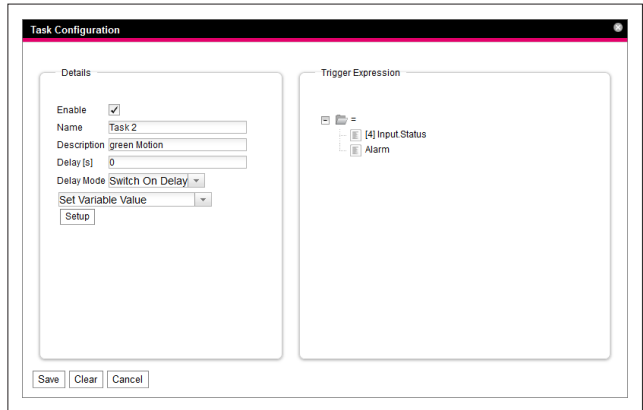 Task Configuration
Details
Enable
Name Task 2
Description green Motion
Delay [s] 0
Delay Mode Switch On Delay
Set Variable Value
Setup
Trigger Expression
=
[4] Input.Status
Alarm
Save Clear Cancel